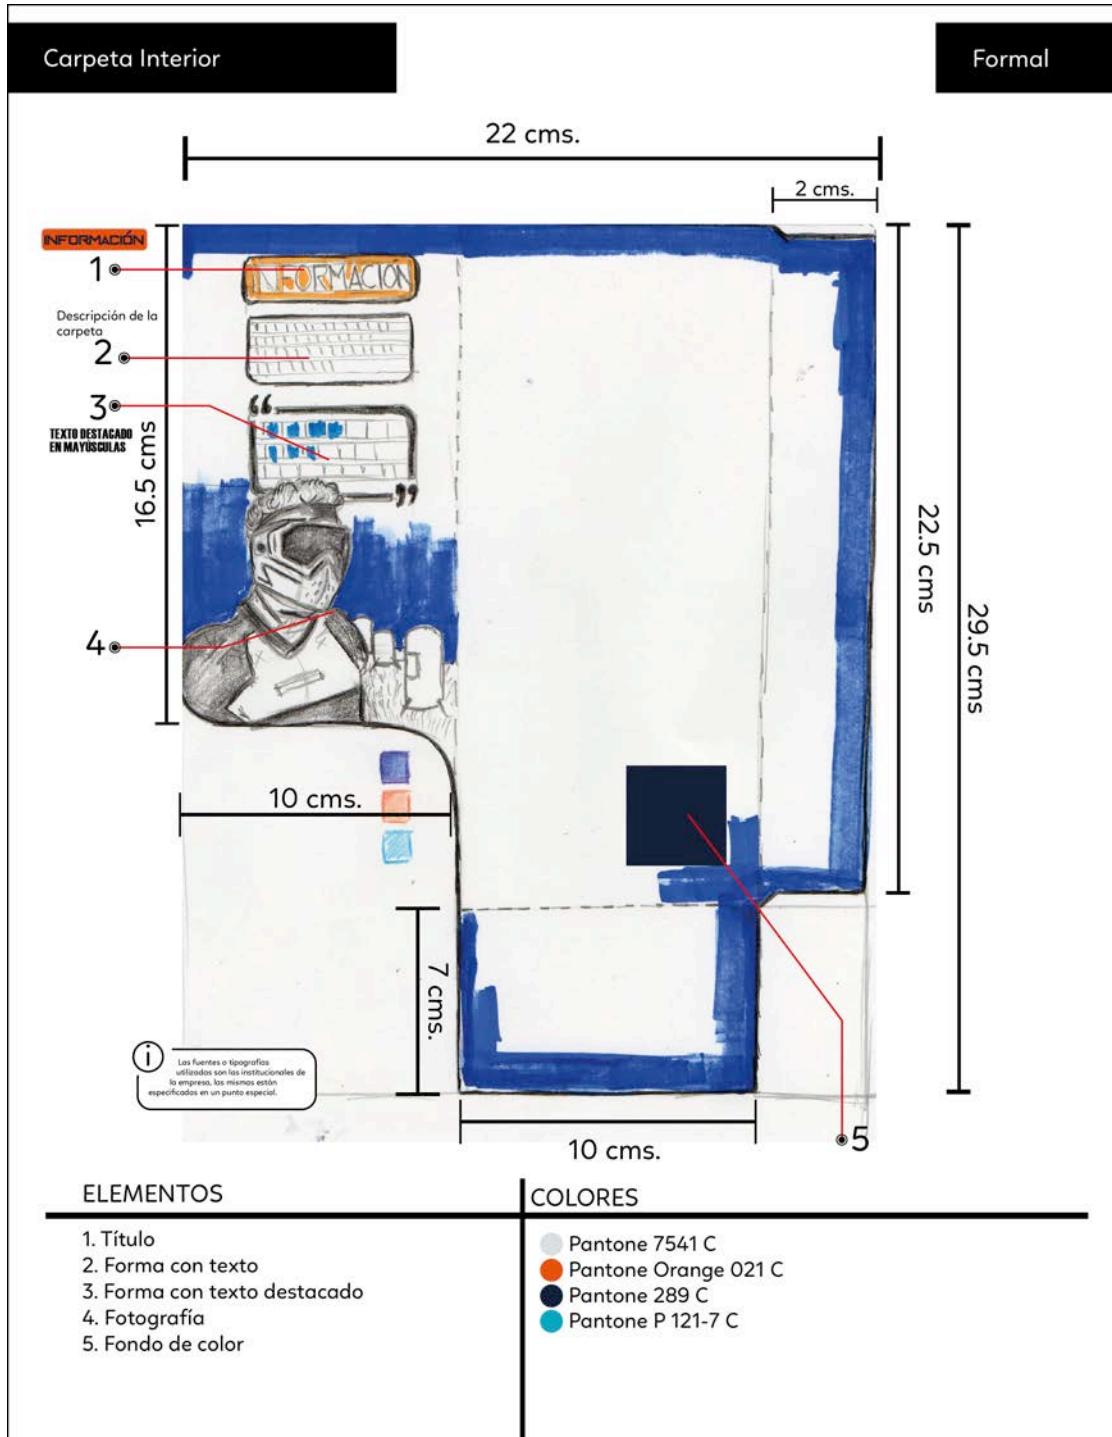 Carpeta Interior
Formal
22 cms.
2 cms.
INFORMACIÓN
1
INFORMACION
Descripción de la
carpeta
2
3
TEXTO DESTACADO
EN MAYÚSCULAS
16.5 cms
22.5 cms
29.5 cms
4
10 cms.
7 cms.
i
Las fuentes o tipografías
utilizadas son las institucionales de
la empresa, las mismas están
especificadas en un punto especial.
10 cms.
5
ELEMENTOS
1. Título
2. Forma con texto
3. Forma con texto destacado
4. Fotografía
5. Fondo de color
COLORES
Pantone 7541 C
Pantone Orange 021 C
Pantone 289 C
Pantone P 121-7 C